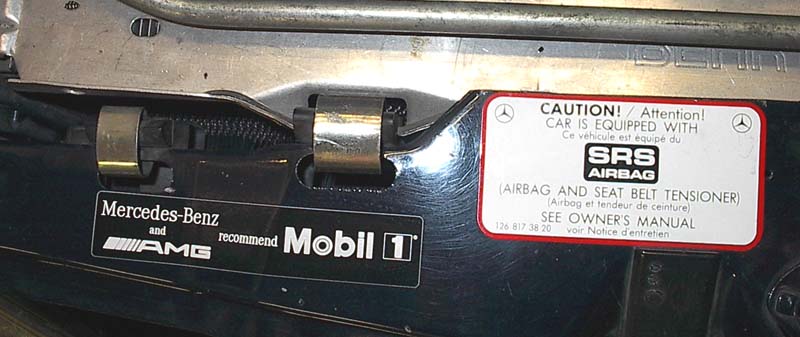 Mercedes-Benz
and
AMG
recommend Mobil 1
CAUTION! / Attention!
CAR IS EQUIPPED WITH
Ce véhicule est équipé du
SRS
AIRBAG
(AIRBAG AND SEAT BELT TENSIONER)
(Airbag et tendeur de ceinture)
SEE OWNER'S MANUAL
126 817 38 20 voir Notice d'entretien